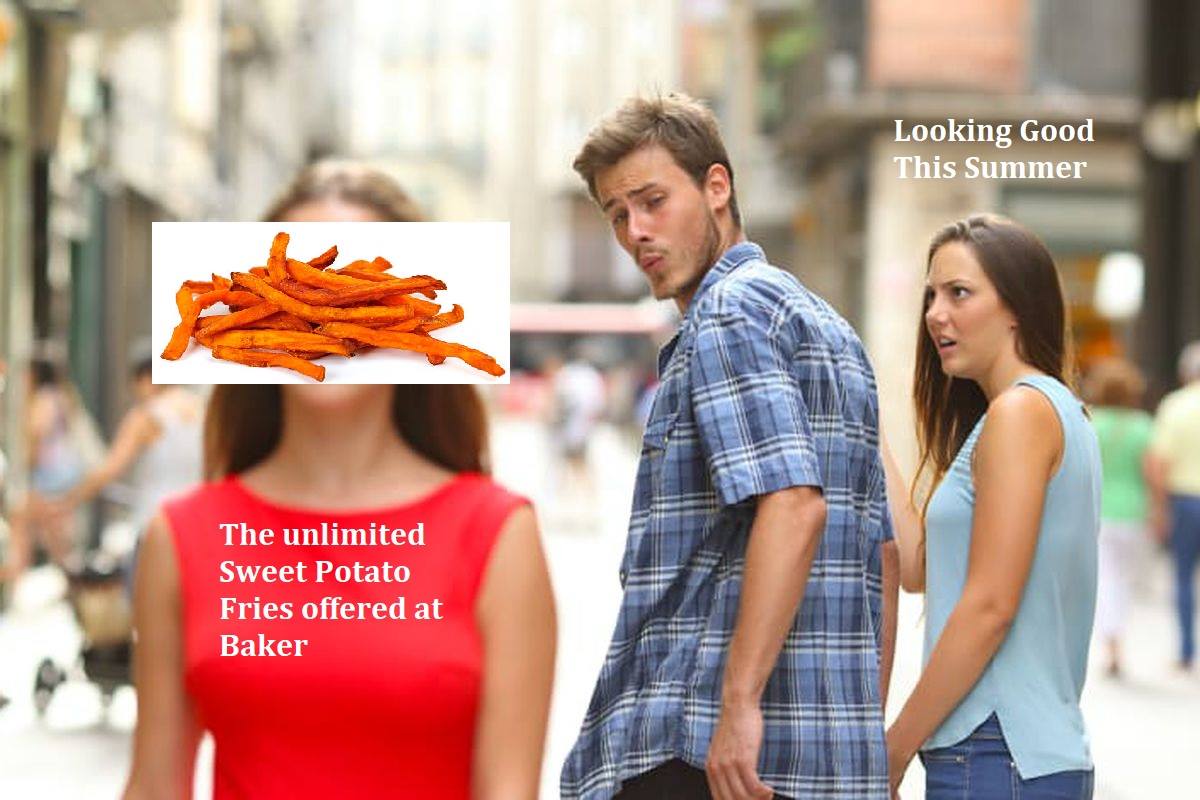 Looking Good
This Summer
The unlimited
Sweet Potato
Fries offered at
Baker